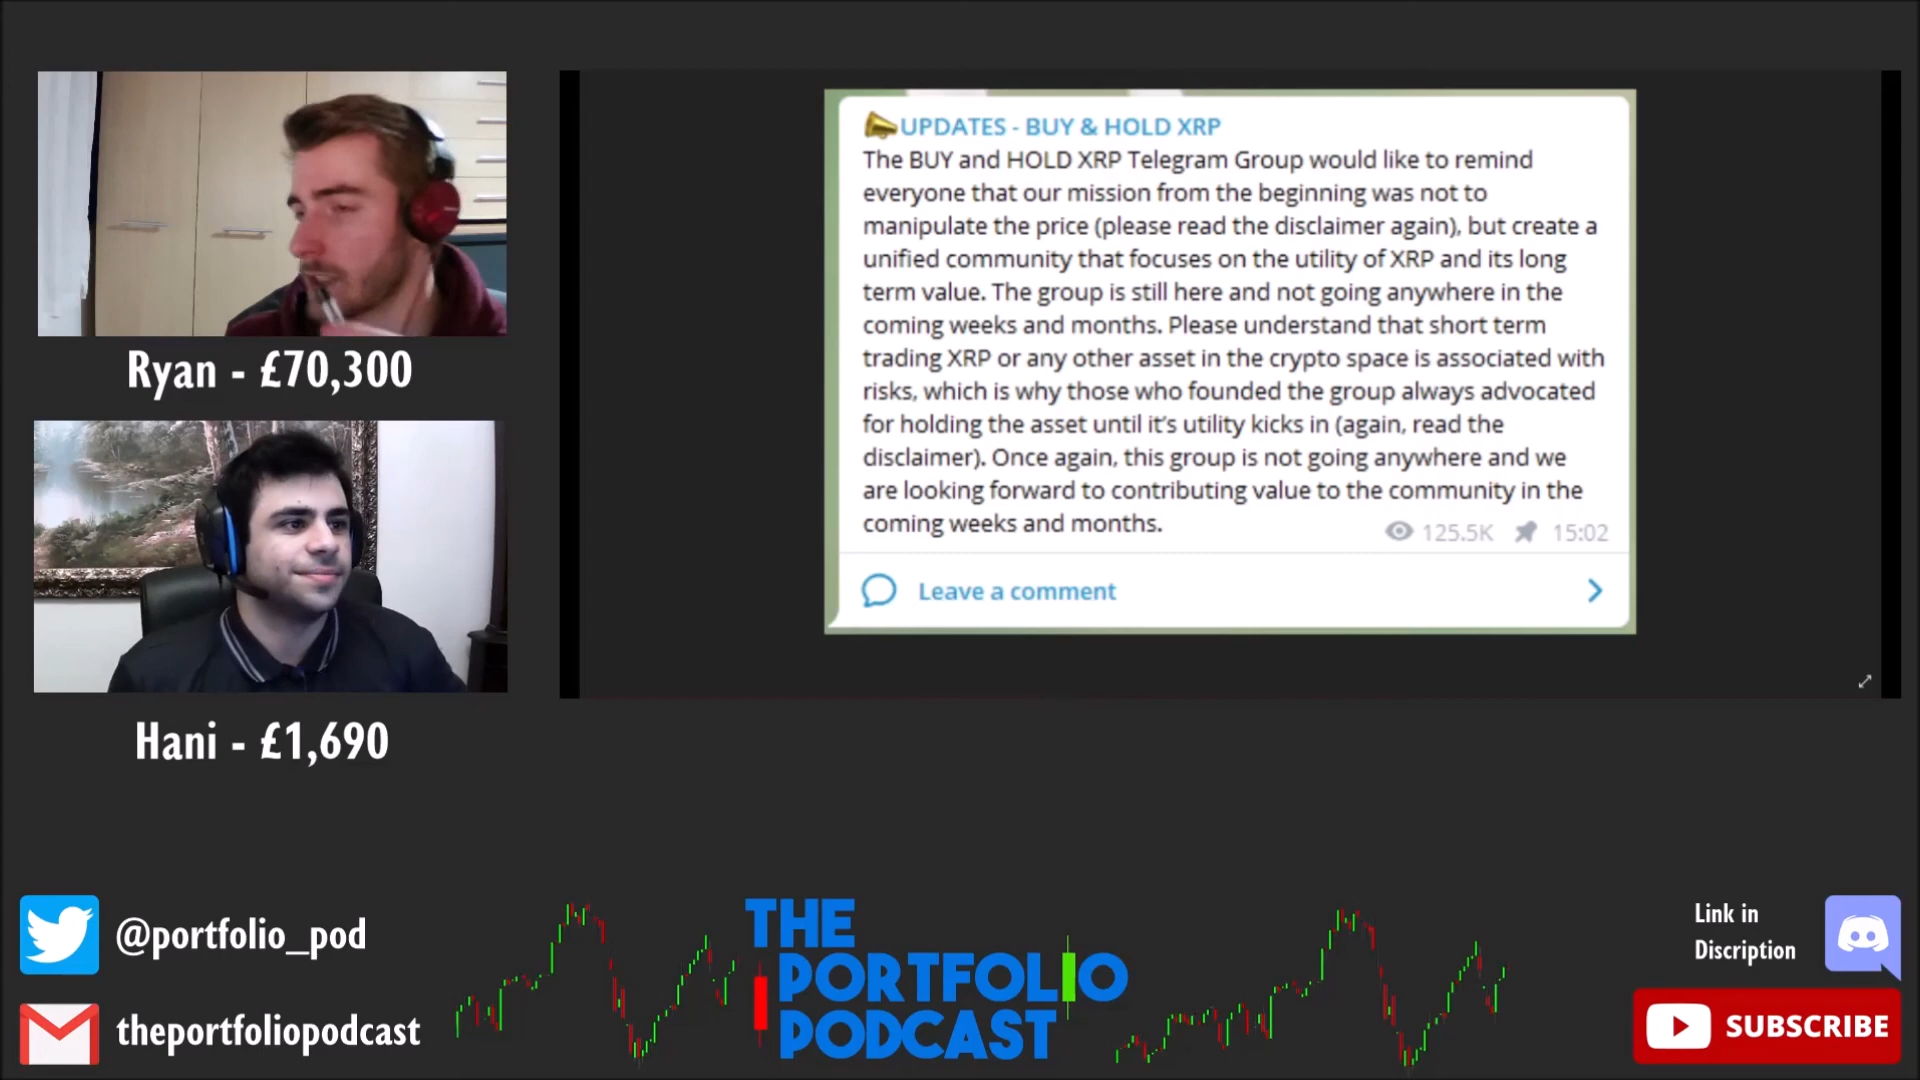 UPDATES - BUY & HOLD XRP
The BUY and HOLD XRP Telegram Group would like to remind
everyone that our mission from the beginning was not to
manipulate the price (please read the disclaimer again), but create a
unified community that focuses on the utility of XRP and its long
term value. The group is still here and not going anywhere in the
coming weeks and months. Please understand that short term
trading XRP or any other asset in the crypto space is associated with
risks, which is why those who founded the group always advocated
for holding the asset until it's utility kicks in (again, read the
disclaimer). Once again, this group is not going anywhere and we
are looking forward to contributing value to the community in the
coming weeks and months.
125.5K 15:02
Leave a comment
Ryan - £70,300
Hani - £1,690
@portfolio_pod
theportfoliopodcast
THE
PORTFOLIO
PODCAST
Link in
Discription
SUBSCRIBE